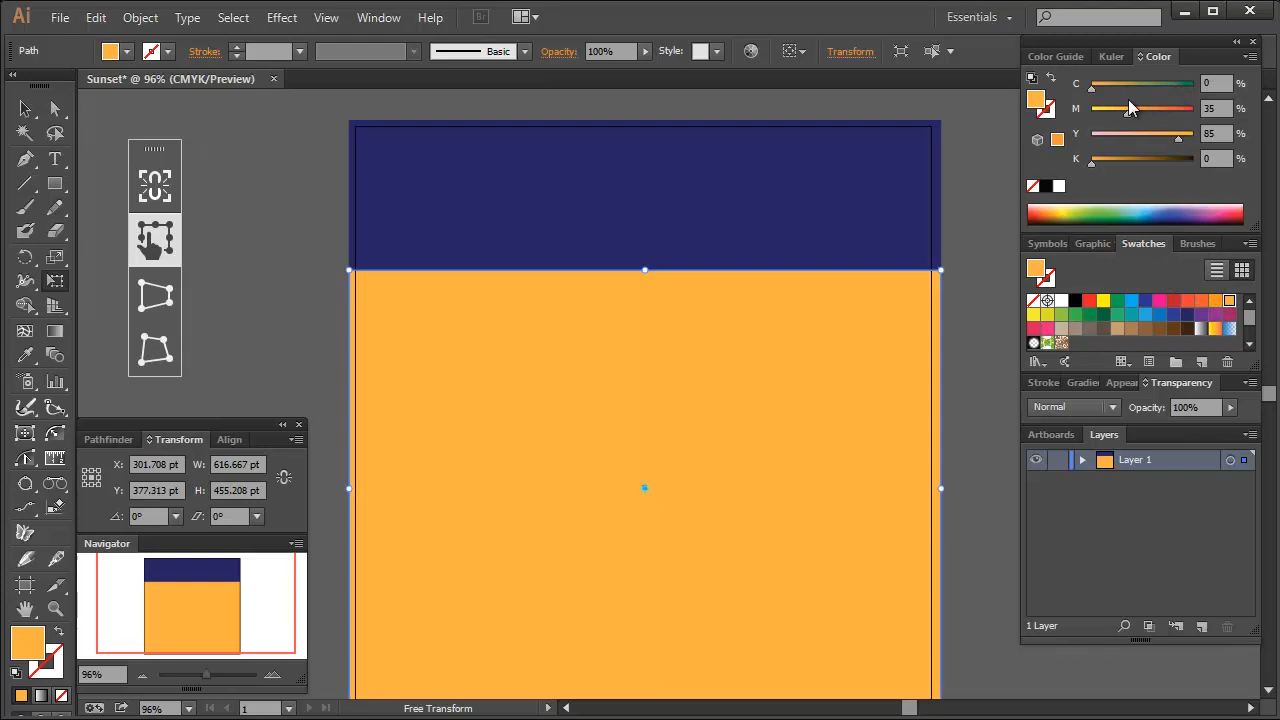 Ai File Edit Object Type Select Effect View Window Help Br Essentials
Path Stroke: Basic Opacity: 100% Style: Transform
Sunset* @ 96% (CMYK/Preview)
Color Guide Kuler Color
C 0 %
M 35 %
Y 85 %
K 0 %
Symbols Graphic Swatches Brushes
Stroke Gradie Appear Transparency
Normal Opacity: 100%
Artboards Layers
Layer 1
1 Layer
Pathfinder Transform Align
X: 301.708 pt W: 616.667 pt
Y: 377.313 pt H: 455.208 pt
0° 0°
Navigator
96%
96% 1 Free Transform